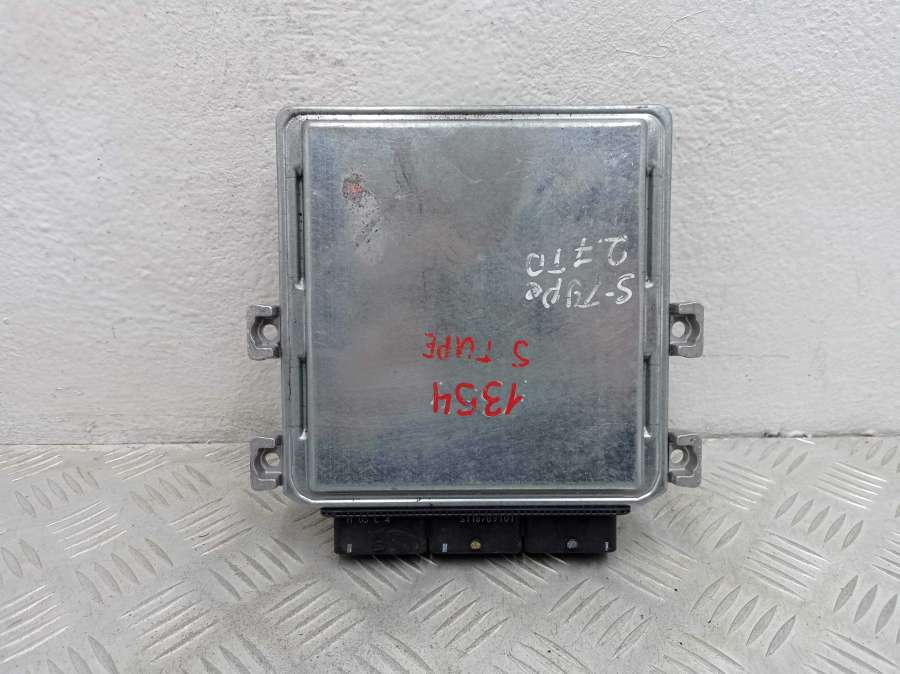 1354
S TYPE
S-TYPe
2.7TD